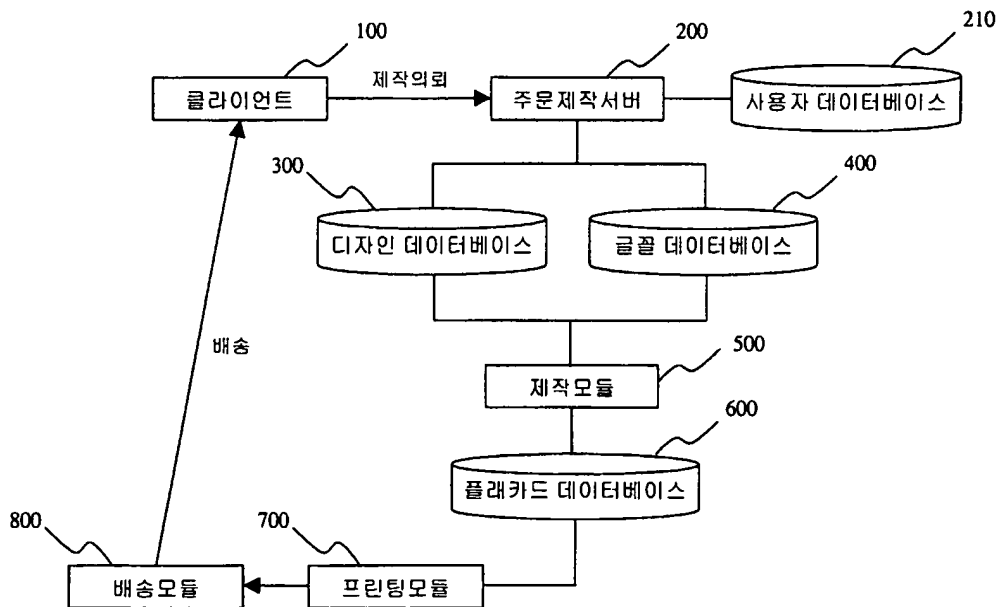 100
200
210
클라이언트
제작의뢰
주문제작서버
사용자 데이터베이스
300
400
디자인 데이터베이스
글꼴 데이터베이스
배송
500
제작모듈
600
플래카드 데이터베이스
800
700
배송모듈
프린팅모듈